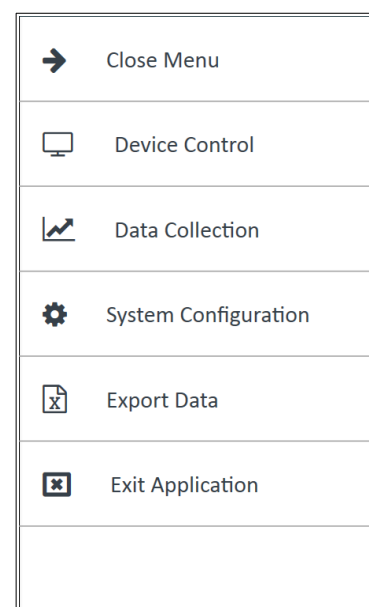 Close Menu
Device Control
Data Collection
System Configuration
Export Data
Exit Application